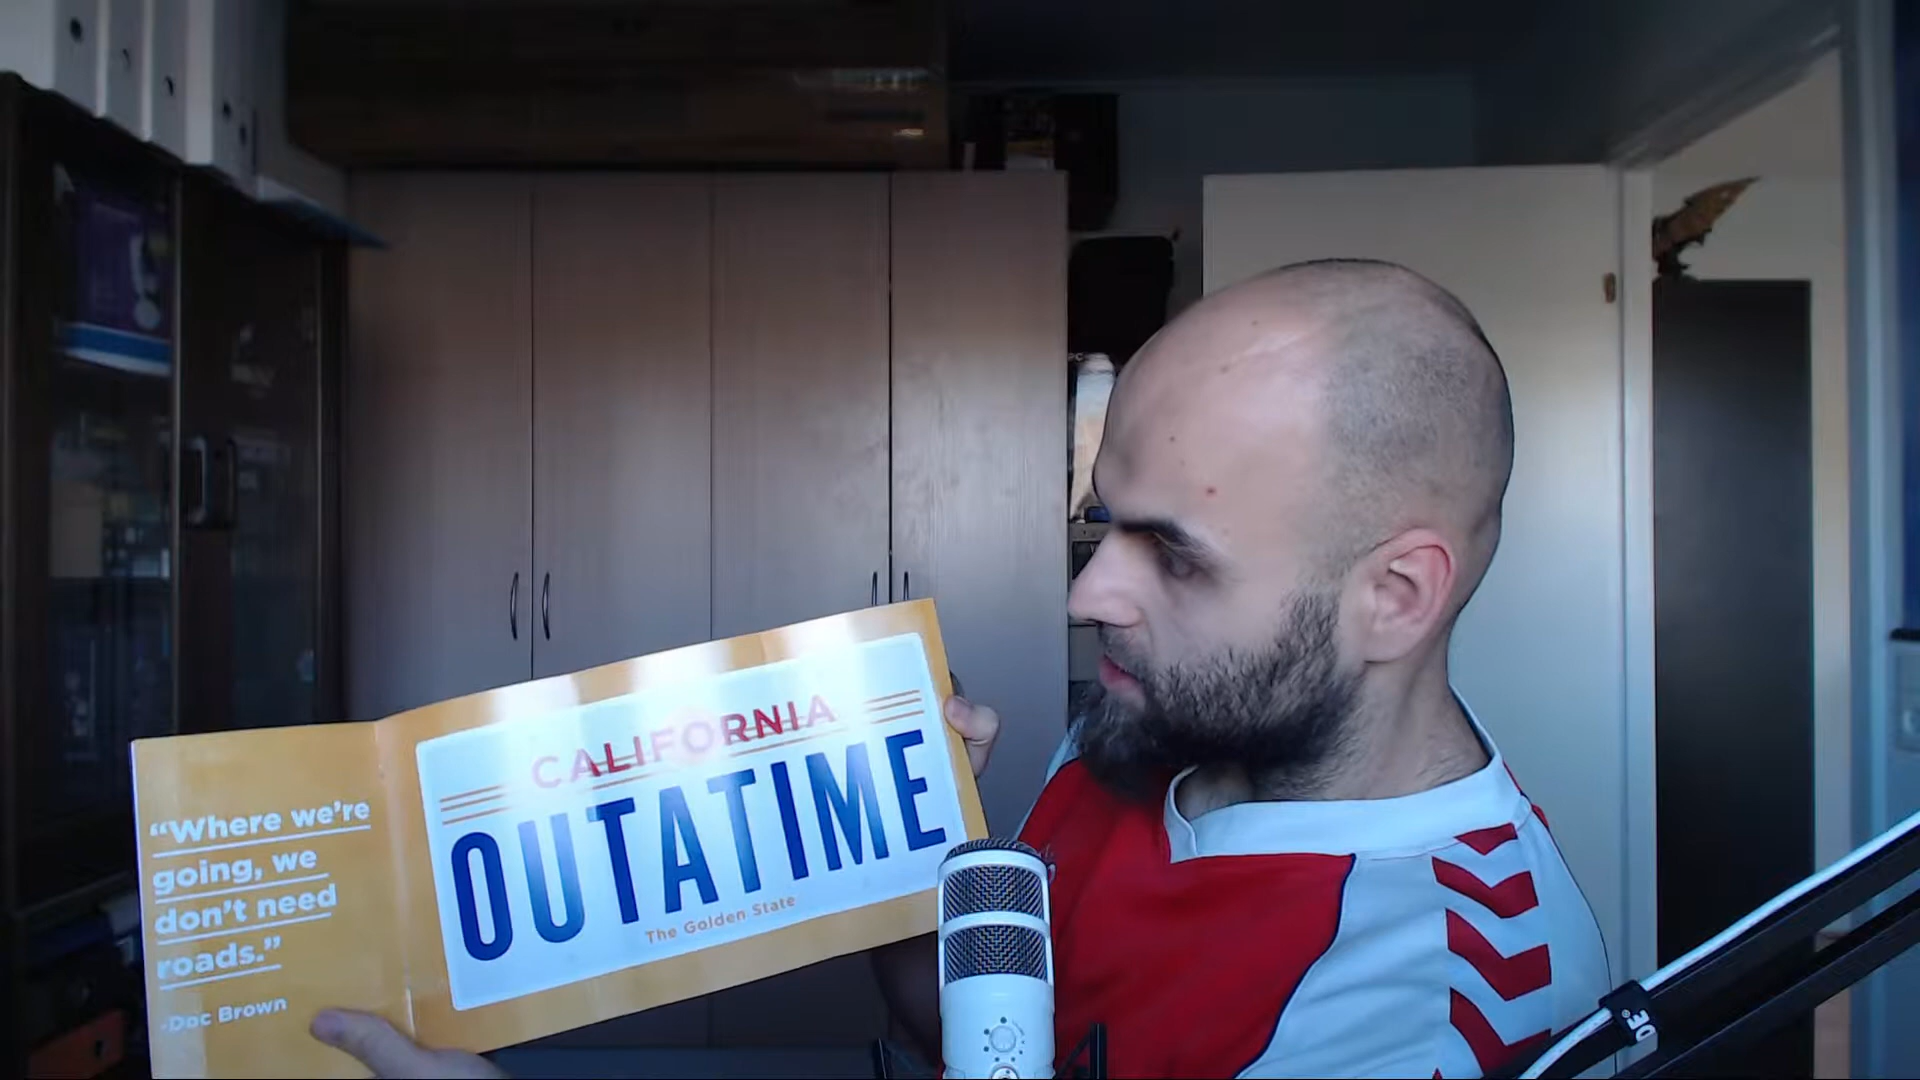 “Where we’re
going, we
don’t need
roads.”
-Doc Brown
CALIFORNIA
OUTATIME
The Golden State